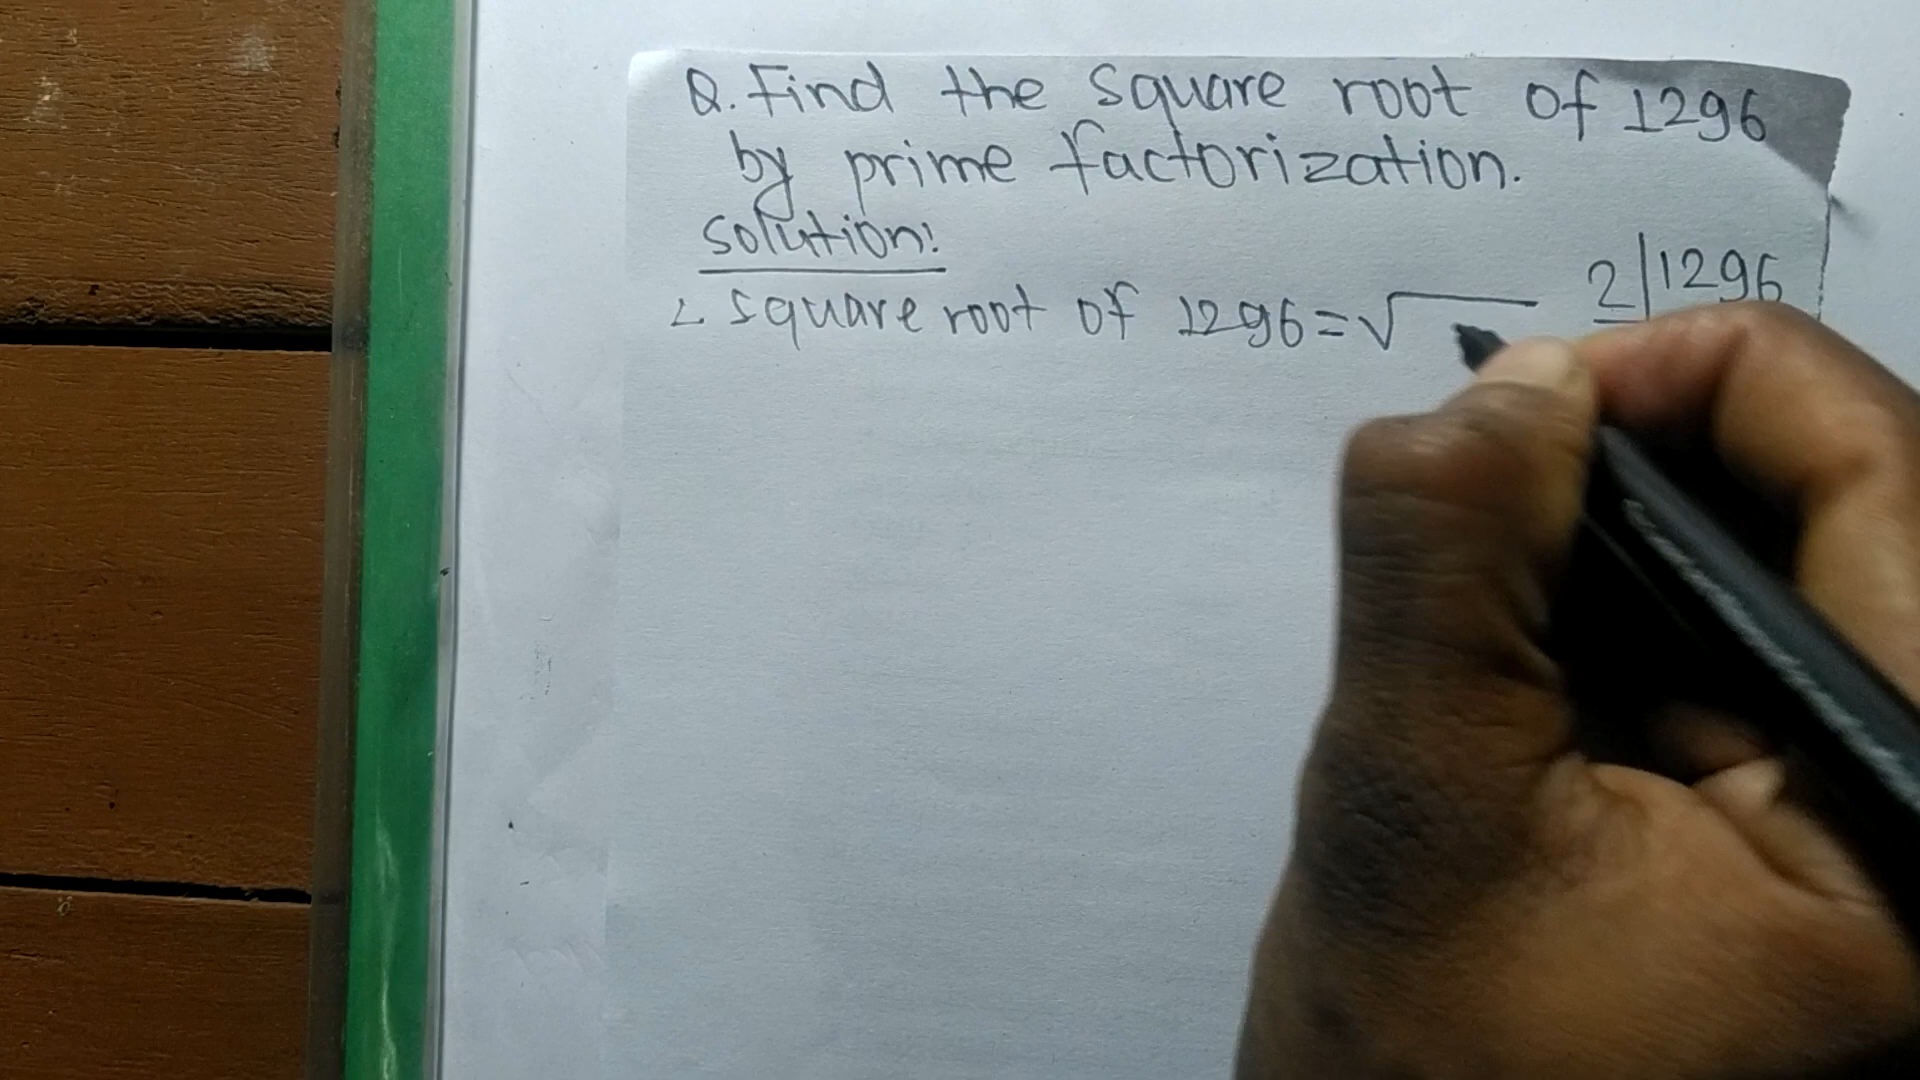 Q. Find the square root of 1296
by prime factorization.
Solution:
∴ square root of 1296=√
2|1296